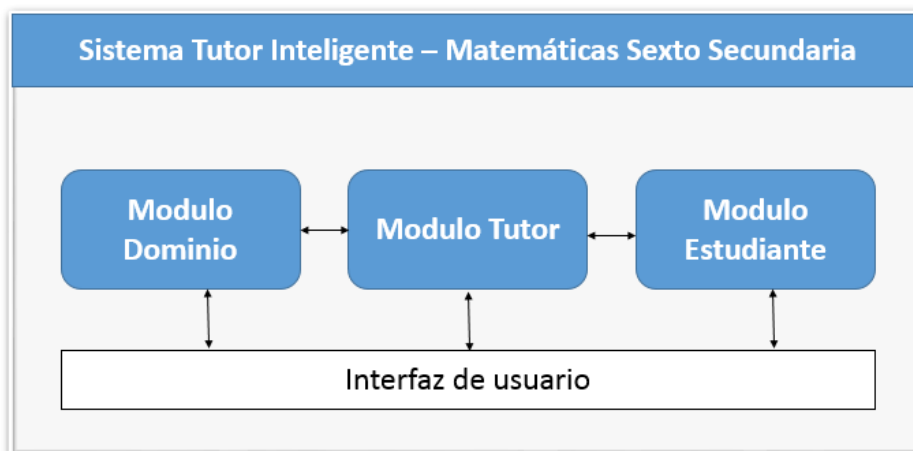 Sistema Tutor Inteligente – Matemáticas Sexto Secundaria
Modulo
Dominio
Modulo Tutor
Modulo
Estudiante
Interfaz de usuario